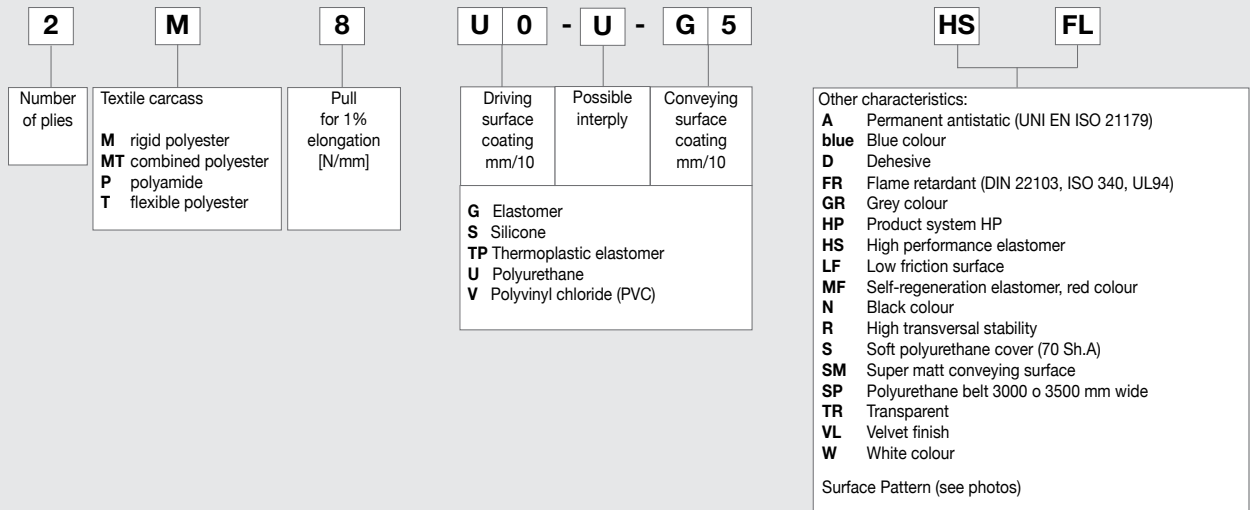 2 M 8 U 0 - U - G 5 HS FL
Number
of plies
Textile carcass
M rigid polyester
MT combined polyester
P polyamide
T flexible polyester
Pull
for 1%
elongation
[N/mm]
Driving
surface
coating
mm/10
Possible
interply
Conveying
surface
coating
mm/10
G Elastomer
S Silicone
TP Thermoplastic elastomer
U Polyurethane
V Polyvinyl chloride (PVC)
Other characteristics:
A Permanent antistatic (UNI EN ISO 21179)
blue Blue colour
D Dehesive
FR Flame retardant (DIN 22103, ISO 340, UL94)
GR Grey colour
HP Product system HP
HS High performance elastomer
LF Low friction surface
MF Self-regeneration elastomer, red colour
N Black colour
R High transversal stability
S Soft polyurethane cover (70 Sh.A)
SM Super matt conveying surface
SP Polyurethane belt 3000 o 3500 mm wide
TR Transparent
VL Velvet finish
W White colour
Surface Pattern (see photos)